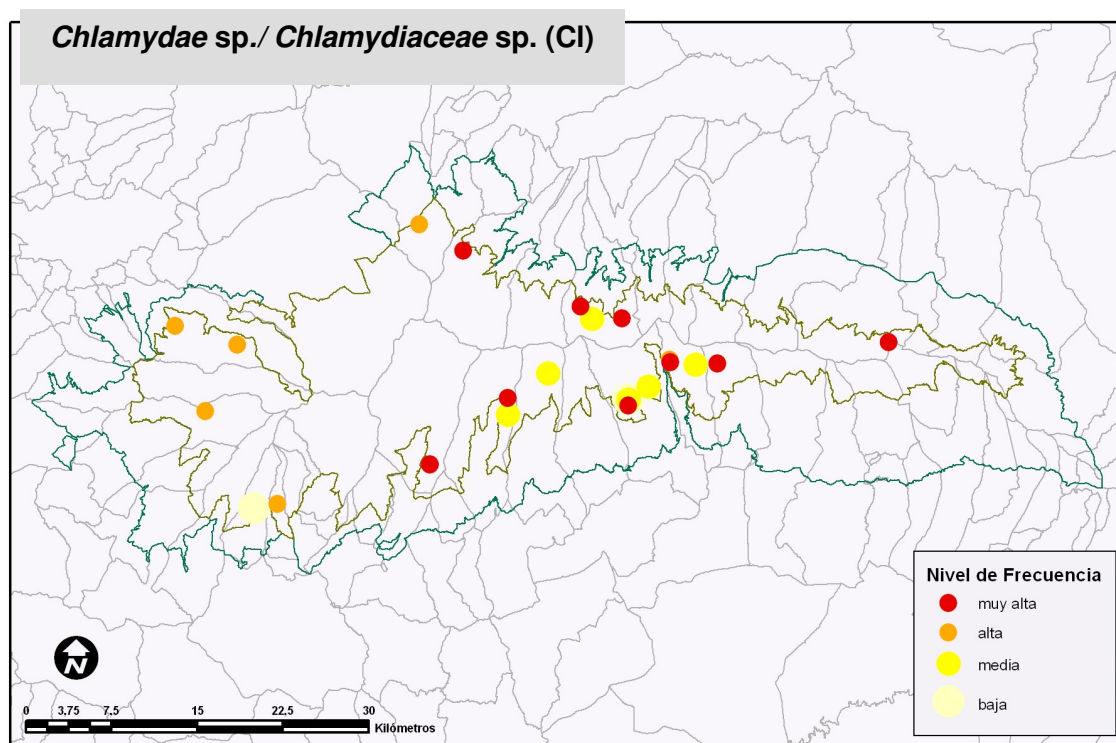 Chlamydae sp./ Chlamydiaceae sp. (Cl)
Nivel de Frecuencia
muy alta
alta
media
baja
N
0 3.75 7.5 15 22.5 30
Kilómetros